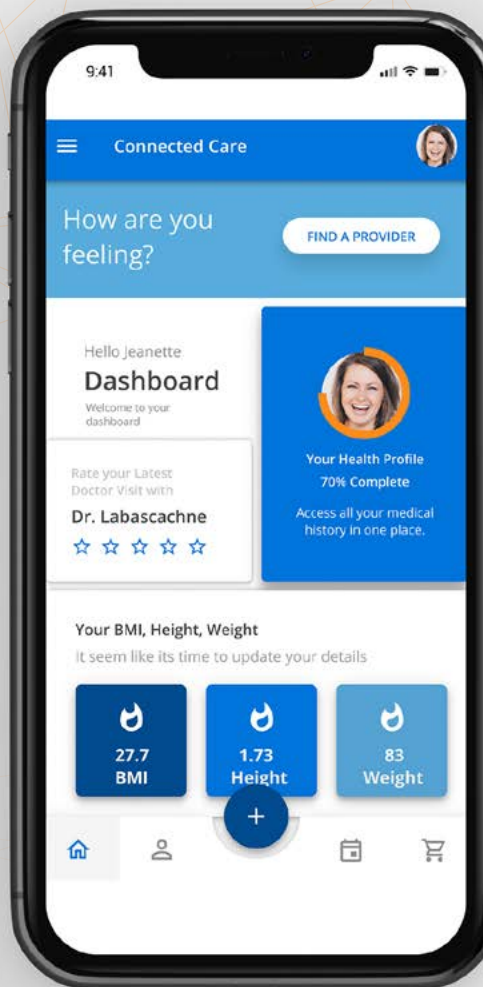 9:41
Connected Care
How are you
feeling?
FIND A PROVIDER
Hello Jeanette
Dashboard
Welcome to your
dashboard
Rate your Latest
Doctor Visit with
Dr. Labascachne
Your Health Profile
70% Complete
Access all your medical
history in one place.
Your BMI, Height, Weight
It seem like its time to update your details
27.7
BMI
1.73
Height
83
Weight
+